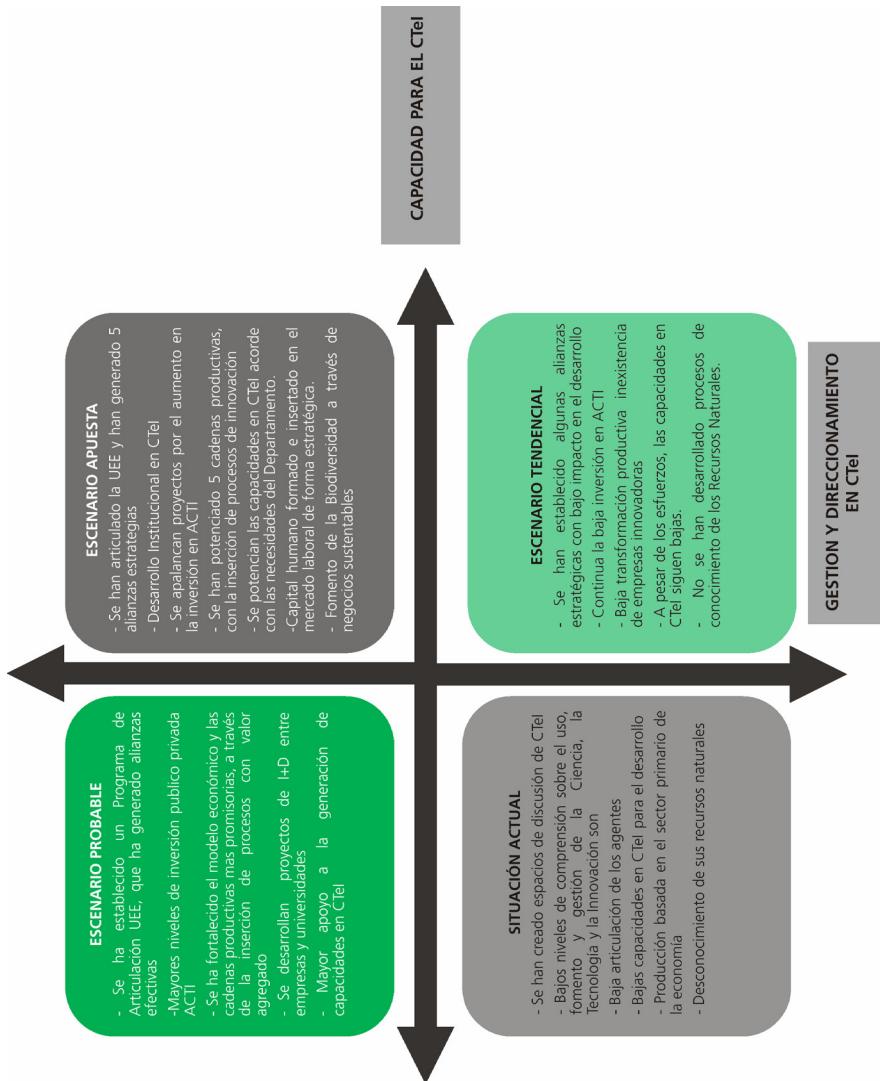 ESCENARIO PROBABLE
- Se ha establecido un Programa de
Articulación UEE, que ha generado alianzas
efectivas
-Mayores niveles de inversión publico privada
ACTI
- Se ha fortalecido el modelo económico y las
cadenas productivas mas promisorias, a través
de la inserción de procesos con valor
agregado
- Se desarrollan proyectos de I+D entre
empresas y universidades
- Mayor apoyo a la generación de
capacidades en CTeI
ESCENARIO APUESTA
- Se han articulado la UEE y han generado 5
alianzas estrategias
- Desarrollo Institucional en CTeI
- Se apalancan proyectos por el aumento en
la inversión en ACTI
- Se han potenciado 5 cadenas productivas,
con la inserción de procesos de innovación
- Se potencian las capacidades en CTeI acorde
con las necesidades del Departamento.
-Capital humano formado e insertado en el
mercado laboral de forma estratégica.
- Fomento de la Biodiversidad a través de
negocios sustentables
CAPACIDAD PARA EL CTeI
SITUACIÓN ACTUAL
- Se han creado espacios de discusión de CTeI
- Bajos niveles de comprensión sobre el uso,
fomento y gestión de la Ciencia, la
Tecnología y la Innovación son
- Baja articulación de los agentes
- Bajas capacidades en CTeI para el desarrollo
- Producción basada en el sector primario de
la economía
- Desconocimiento de sus recursos naturales
ESCENARIO TENDENCIAL
- Se han establecido algunas alianzas
estratégicas con bajo impacto en el desarrollo
- Continua la baja inversión en ACTI
- Baja transformación productiva inexistencia
de empresas innovadoras
- A pesar de los esfuerzos, las capacidades en
CTeI siguen bajas.
- No se han desarrollado procesos de
conocimiento de los Recursos Naturales.
GESTION Y DIRECCIONAMIENTO
EN CTeI